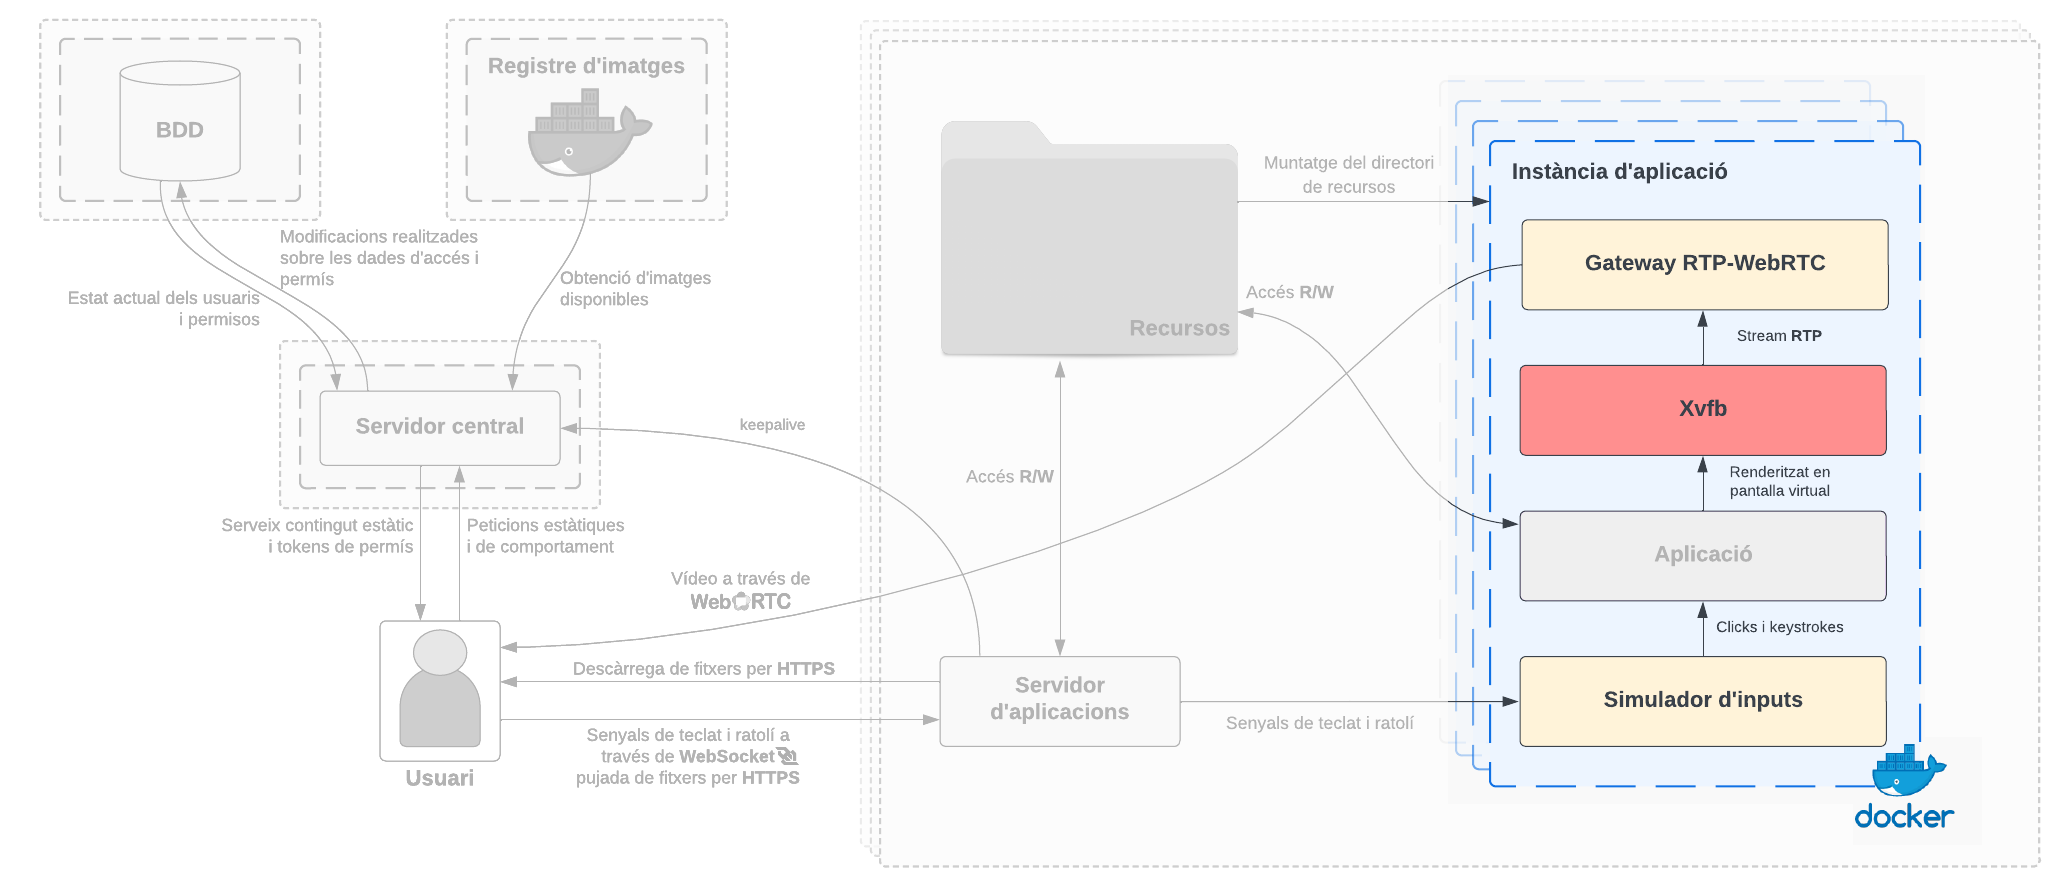 BDD
Registre d'imatges
Modificacions realitzades
sobre les dades d'accés i
permís
Estat actual dels usuaris
i permisos
Obtenció d'imatges
disponibles
Servidor central
Serveix contingut estàtic
i tokens de permís
Peticions estàtiques
i de comportament
keepalive
Vídeo a través de
WebRTC
Descàrrega de fitxers per HTTPS
Senyals de teclat i ratolí a
través de WebSocket
pujada de fitxers per HTTPS
Usuari
Recursos
Accés R/W
Servidor
d'aplicacions
Muntatge del directori
de recursos
Accés R/W
Senyals de teclat i ratolí
Instància d'aplicació
Gateway RTP-WebRTC
Stream RTP
Xvfb
Renderitzat en
pantalla virtual
Aplicació
Clicks i keystrokes
Simulador d'inputs
docker